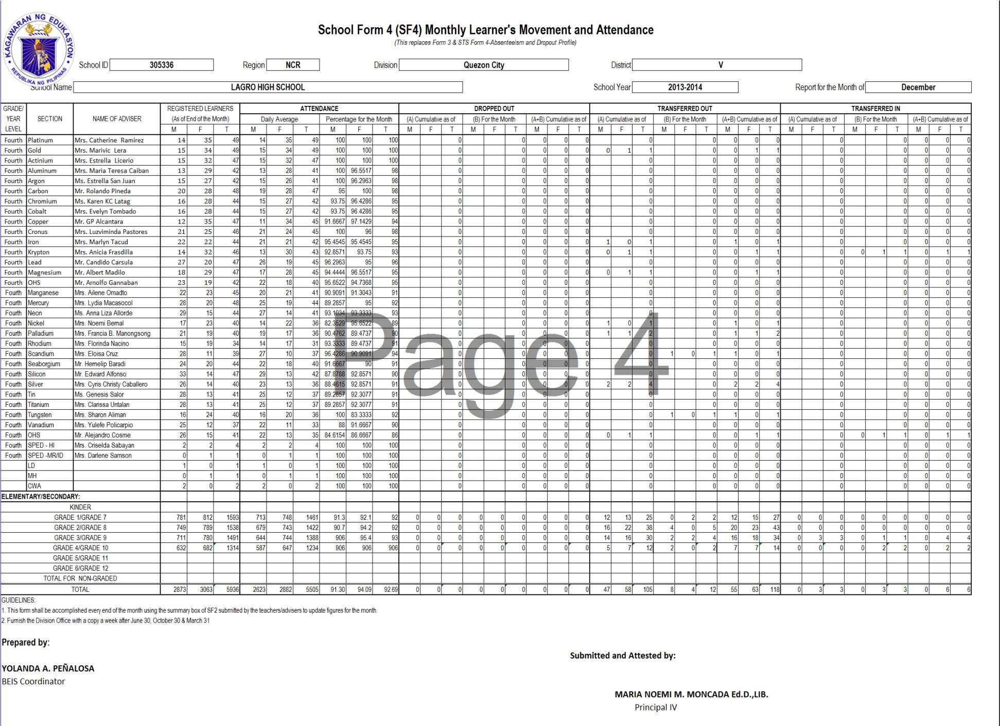 KAGAWARAN NG EDUKASYON
REPUBLIKA NG PILIPINAS
School Form 4 (SF4) Monthly Learner's Movement and Attendance
(This replaces Form 3 & STS Form 4-Absenteeism and Dropout Profile)
School ID 305336 Region NCR Division Quezon City District V
School Name LAGRO HIGH SCHOOL School Year 2013-2014 Report for the Month of December
GRADE/ YEAR LEVEL SECTION NAME OF ADVISER REGISTERED LEARNERS (As of End of the Month) ATTENDANCE DROPPED OUT TRANSFERRED OUT TRANSFERRED IN
Daily Average Percentage for the Month (A) Cumulative as of (B) For the Month (A+B) Cumulative as of (A) Cumulative as of (B) For the Month (A+B) Cumulative as of (A) Cumulative as of (B) For the Month (A+B) Cumulative as of
M F T M F T M F T M F T M F T M F T M F T M F T M F T M F T M F T M F T
Fourth Platinum Mrs. Catherine Ramirez 14 35 49 14 35 49 100 100 100 0 0 0 0 0 0 0 0 0 0 0 0 0 0 0
Fourth Gold Mrs. Marivic Lera 15 34 49 15 34 49 100 100 100 0 0 0 0 0 0 1 1 0 0 1 1 0 0 0 0 0
Fourth Actinium Mrs. Estrella Licerio 15 32 47 15 32 47 100 100 100 0 0 0 0 0 0 0 0 0 0 0 0 0 0 0
Fourth Aluminum Mrs. Maria Teresa Caiban 13 29 42 13 28 41 100 96.5517 98 0 0 0 0 0 0 0 0 0 0 0 0 0 0 0
Fourth Argon Ms. Estrella San Juan 15 27 42 15 26 41 100 96.2963 98 0 0 0 0 0 0 0 0 0 0 0 0 0 0 0
Fourth Carbon Mr. Rolando Pineda 20 28 48 19 28 47 95 100 98 0 0 0 0 0 0 0 0 0 0 0 0 0 0 0
Fourth Chromium Ms. Karen KC Latag 16 28 44 15 27 42 93.75 96.4286 95 0 0 0 0 0 0 0 0 0 0 0 0 0 0 0
Fourth Cobalt Mrs. Evelyn Tombado 16 28 44 15 27 42 93.75 96.4286 95 0 0 0 0 0 0 0 0 0 0 0 0 0 0 0
Fourth Copper Mr. GP Alcantara 12 35 47 11 34 45 91.6667 97.1429 94 0 0 0 0 0 0 0 0 0 0 0 0 0 0 0
Fourth Cronus Mrs. Luzviminda Pastores 21 25 46 21 24 45 100 96 98 0 0 0 0 0 0 0 0 0 0 0 0 0 0 0
Fourth Iron Mrs. Marlyn Tacud 22 22 44 21 21 42 95.4545 95.4545 95 0 0 0 0 0 1 0 1 0 1 0 1 0 0 0 0 0
Fourth Krypton Mrs. Anicia Frasdilla 14 32 46 13 30 43 92.8571 93.75 93 0 0 0 0 0 0 1 1 0 0 1 1 0 0 1 1 0 1 1
Fourth Lead Mr. Candido Carsula 27 20 47 26 19 45 96.2963 95 96 0 0 0 0 0 0 0 0 0 0 0 0 0 0 0
Fourth Magnesium Mr. Albert Madilo 18 29 47 17 28 45 94.4444 96.5517 95 0 0 0 0 0 0 1 1 0 0 1 1 0 0 0 0 0
Fourth OHS Mr. Arnolfo Gannaban 23 19 42 22 18 40 95.6522 94.7368 95 0 0 0 0 0 0 0 0 0 0 0 0 0 0 0
Fourth Manganese Mrs. Ailene Omadto 22 23 45 20 21 41 90.9091 91.3043 91 0 0 0 0 0 0 0 0 0 0 0 0 0 0 0
Fourth Mercury Mrs. Lydia Macasocol 28 20 48 25 19 44 89.2857 95 92 0 0 0 0 0 0 0 0 0 0 0 0 0 0 0
Fourth Neon Ms. Anna Liza Allorde 29 15 44 27 14 41 93.1034 93.3333 93 0 0 0 0 0 0 0 0 0 0 0 0 0 0 0
Fourth Nickel Mrs. Noemi Bernal 17 23 40 14 22 36 82.3529 95.6522 89 0 0 0 0 0 1 0 1 0 1 0 1 0 0 0 0 0
Fourth Palladium Mrs. Francia B. Manongsong 21 19 40 19 17 36 90.4762 89.4737 90 0 0 0 0 0 1 1 2 0 1 1 2 0 0 0 0 0
Fourth Rhodium Mrs. Florinda Nacino 15 19 34 14 17 31 93.3333 89.4737 91 0 0 0 0 0 0 0 0 0 0 0 0 0 0 0
Fourth Scandium Mrs. Eloisa Cruz 28 11 39 27 10 37 96.4286 90.9091 94 0 0 0 0 0 0 1 0 1 1 0 1 0 0 0 0 0
Fourth Seaborgium Mr. Hernelip Baradi 24 20 44 22 18 40 91.6667 90 91 0 0 0 0 0 0 0 0 0 0 0 0 0 0 0
Fourth Silicon Mr. Edward Alfonso 33 14 47 29 13 42 87.8788 92.8571 90 0 0 0 0 0 0 0 0 0 0 0 0 0 0 0
Fourth Silver Mrs. Cyris Christy Caballero 26 14 40 23 13 36 88.4615 92.8571 91 0 0 0 0 0 2 2 4 0 2 2 4 0 0 0 0 0
Fourth Tin Ms. Genesis Salor 28 13 41 25 12 37 89.2857 92.3077 91 0 0 0 0 0 0 0 0 0 0 0 0 0 0 0
Fourth Titanium Mrs. Clarissa Untalan 28 13 41 25 12 37 89.2857 92.3077 91 0 0 0 0 0 0 0 0 0 0 0 0 0 0 0
Fourth Tungsten Mrs. Sharon Aliman 16 24 40 16 20 36 100 83.3333 92 0 0 0 0 0 0 1 0 1 1 0 1 0 0 0 0 0
Fourth Vanadium Mrs. Yulefe Policarpio 25 12 37 22 11 33 88 91.6667 90 0 0 0 0 0 0 0 0 0 0 0 0 0 0 0
Fourth OHS Mr. Alejandro Cosme 26 15 41 22 13 35 84.6154 86.6667 86 0 0 0 0 0 0 1 1 0 0 1 1 0 0 1 1 0 1 1
Fourth SPED - HI Mrs. Criselda Sabayan 2 2 4 2 2 4 100 100 100 0 0 0 0 0 0 0 0 0 0 0 0 0 0 0
Fourth SPED -MR/ID Mrs. Darlene Samson 0 1 1 0 1 1 100 100 100 0 0 0 0 0 0 0 0 0 0 0 0 0 0 0
LD 1 0 1 1 0 1 100 100 100 0 0 0 0 0 0 0 0 0 0 0 0 0 0 0
MH 0 1 1 0 1 1 100 100 100 0 0 0 0 0 0 0 0 0 0 0 0 0 0 0
CWA 2 0 2 2 0 2 100 100 100 0 0 0 0 0 0 0 0 0 0 0 0 0 0 0
ELEMENTARY/SECONDARY:
KINDER
GRADE 1/GRADE 7 781 812 1593 713 748 1461 91.3 92.1 92 0 0 0 0 0 0 0 0 0 12 13 25 0 2 2 12 15 27 0 0 0 0 0 0 0 0 0
GRADE 2/GRADE 8 749 789 1538 679 743 1422 90.7 94.2 92 0 0 0 0 0 0 0 0 0 16 22 38 4 0 5 20 23 43 0 0 0 0 0 0 0 0 0
GRADE 3/GRADE 9 711 780 1491 644 744 1388 906 95.4 93 0 0 0 0 0 0 0 0 0 14 16 30 2 2 4 16 18 34 0 3 3 0 1 1 0 4 4
GRADE 4/GRADE 10 632 682 1314 587 647 1234 906 906 906 0 0 0 0 0 0 0 0 0 5 7 12 2 0 2 7 7 14 0 0 0 0 2 2 0 2 2
GRADE 5/GRADE 11
GRADE 6/GRADE 12
TOTAL FOR NON-GRADED
TOTAL 2873 3063 5936 2623 2882 5505 91.30 94.09 92.69 0 0 0 0 0 0 0 0 0 47 58 105 8 4 12 55 63 118 0 3 3 0 3 3 0 6 6
Page 4
GUIDELINES:
1. This form shall be accomplished every end of the month using the summary box of SF2 submitted by the teachers/advisers to update figures for the month.
2. Furnish the Division Office with a copy a week after June 30, October 30 & March 31
Prepared by:
Submitted and Attested by:
YOLANDA A. PEÑALOSA
BEIS Coordinator
MARIA NOEMI M. MONCADA Ed.D.,LIB.
Principal IV